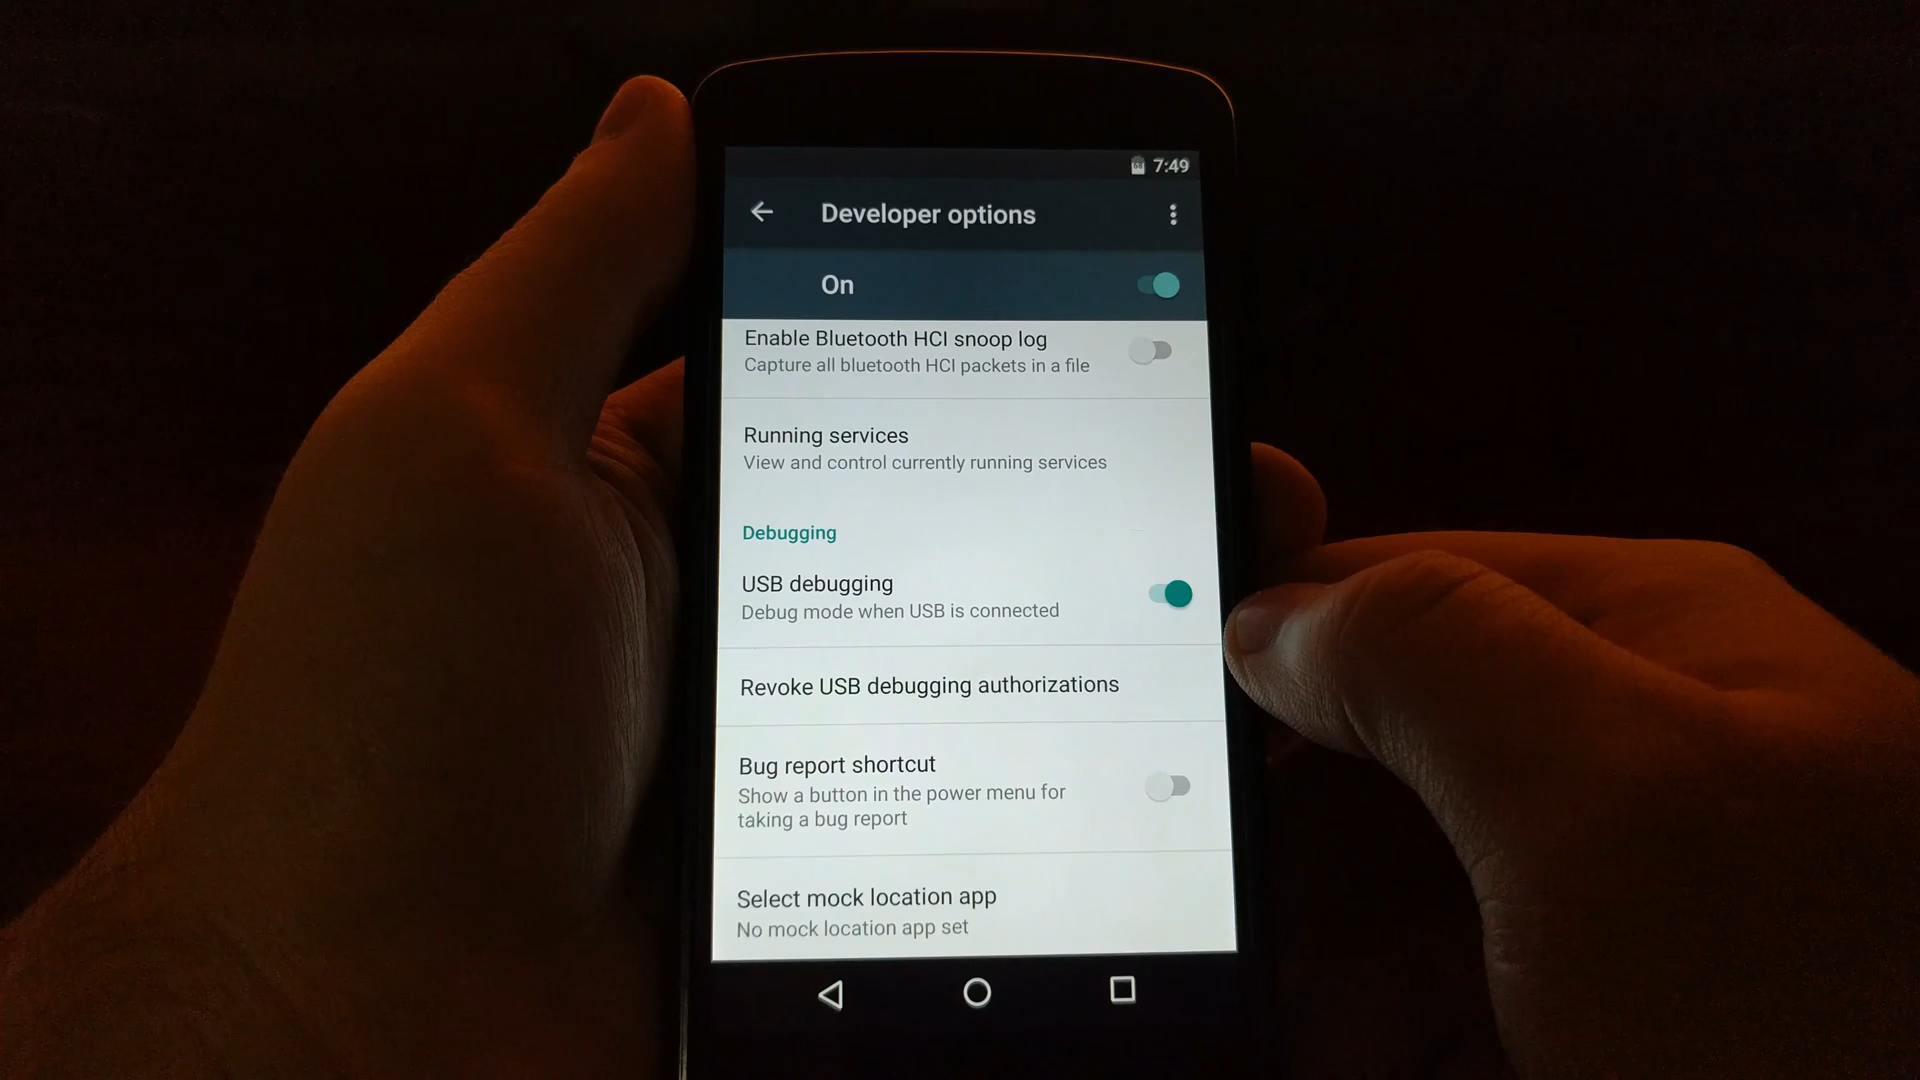 7:49
Developer options
On
Enable Bluetooth HCI snoop log
Capture all bluetooth HCI packets in a file
Running services
View and control currently running services
Debugging
USB debugging
Debug mode when USB is connected
Revoke USB debugging authorizations
Bug report shortcut
Show a button in the power menu for
taking a bug report
Select mock location app
No mock location app set